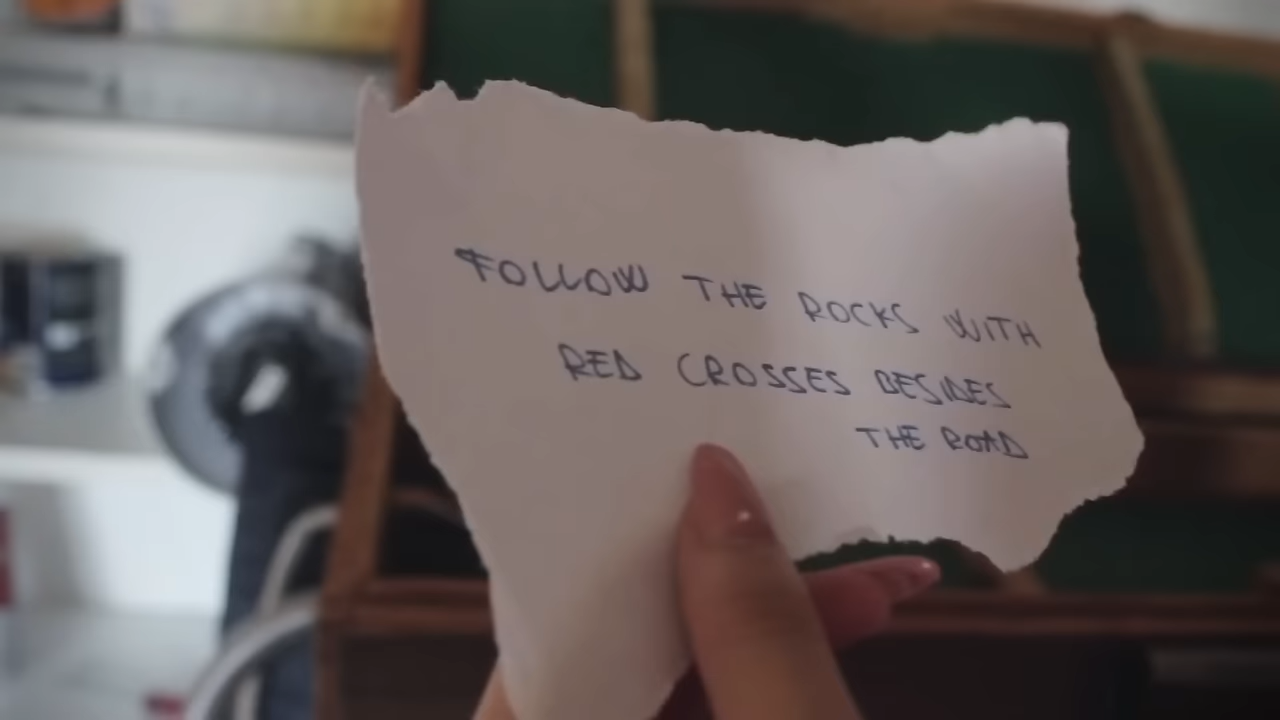 FOLLOW THE ROCKS WITH
RED CROSSES BESIDES
THE ROAD